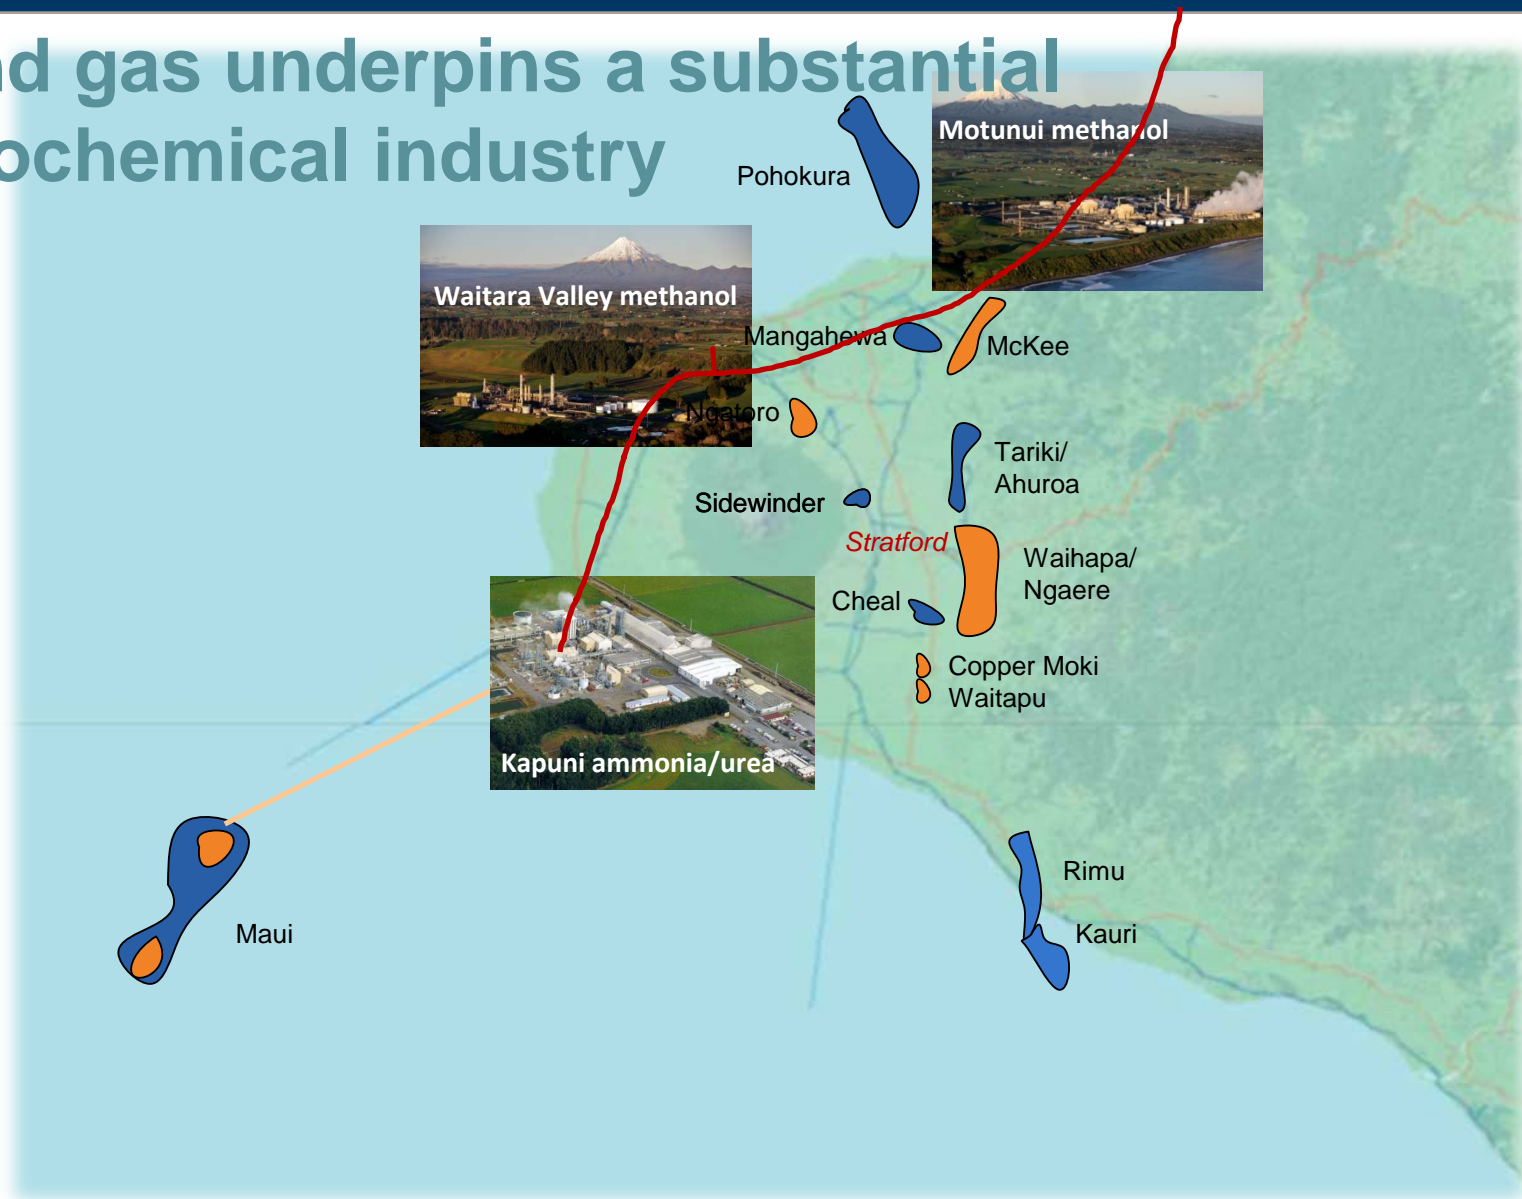 nd gas underpins a substantial
ochemical industry
Motunui methanol
Pohokura
Waitara Valley methanol
Mangahewa
McKee
Ngatoro
Tariki/
Ahuroa
Sidewinder
Stratford
Waihapa/
Ngaere
Cheal
Copper Moki
Waitapu
Kapuni ammonia/urea
Rimu
Maui
Kauri